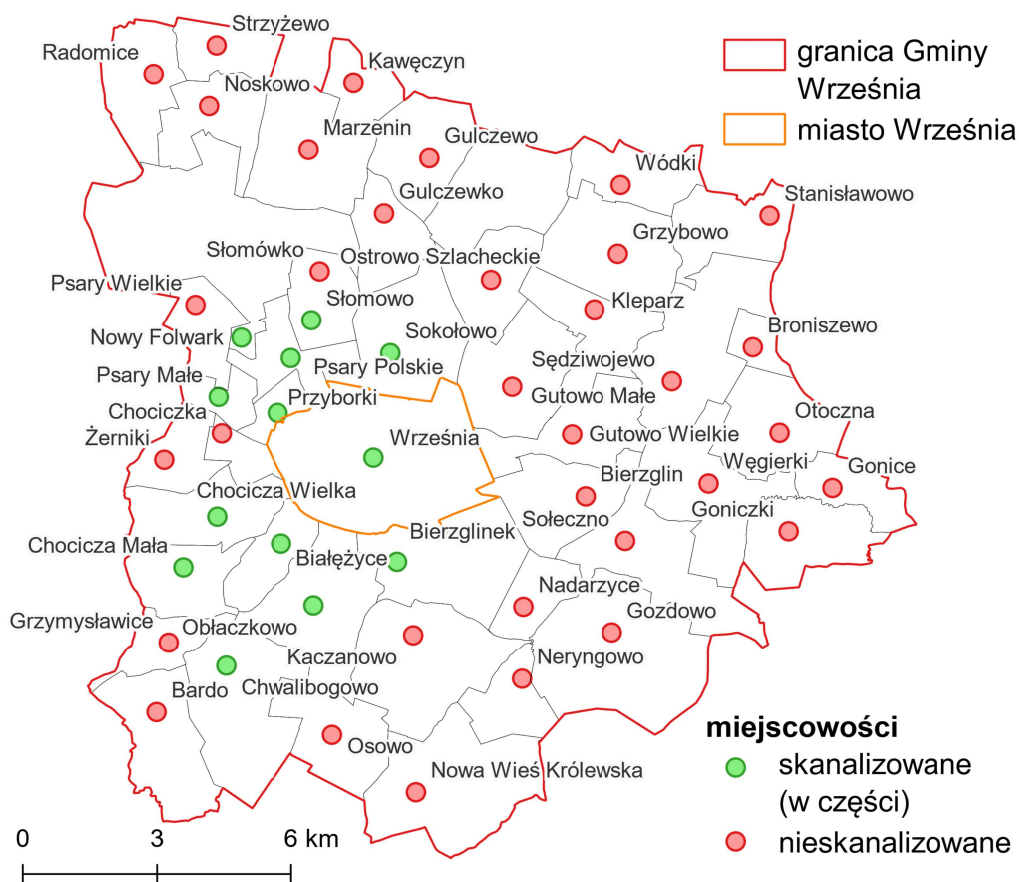 Strzyżewo
Radomice
Kawęczyn
Noskowo
Marzenin
Gulczewo
Wódki
Gulczewko
Stanisławowo
Grzybowo
Słomówko
Ostrowo Szlacheckie
Psary Wielkie
Słomowo
Kleparz
Nowy Folwark
Sokołowo
Broniszewo
Psary Małe
Psary Polskie
Sędziwojewo
Przyborki
Gutowo Małe
Chociczka
Otoczna
Żerniki
Września
Gutowo Wielkie
Węgierki
Gonice
Bierzglin
Chocicza Wielka
Goniczki
Sołeczno
Bierzglinek
Chocicza Mała
Białężyce
Nadarzyce
Gozdowo
Grzymysławice
Obłaczkowo
Kaczanowo
Neryngowo
Bardo
Chwalibogowo
Osowo
Nowa Wieś Królewska
granica Gminy
Września
miasto Września
miejscowości
skanalizowane
(w części)
nieskanalizowane
0 3 6 km